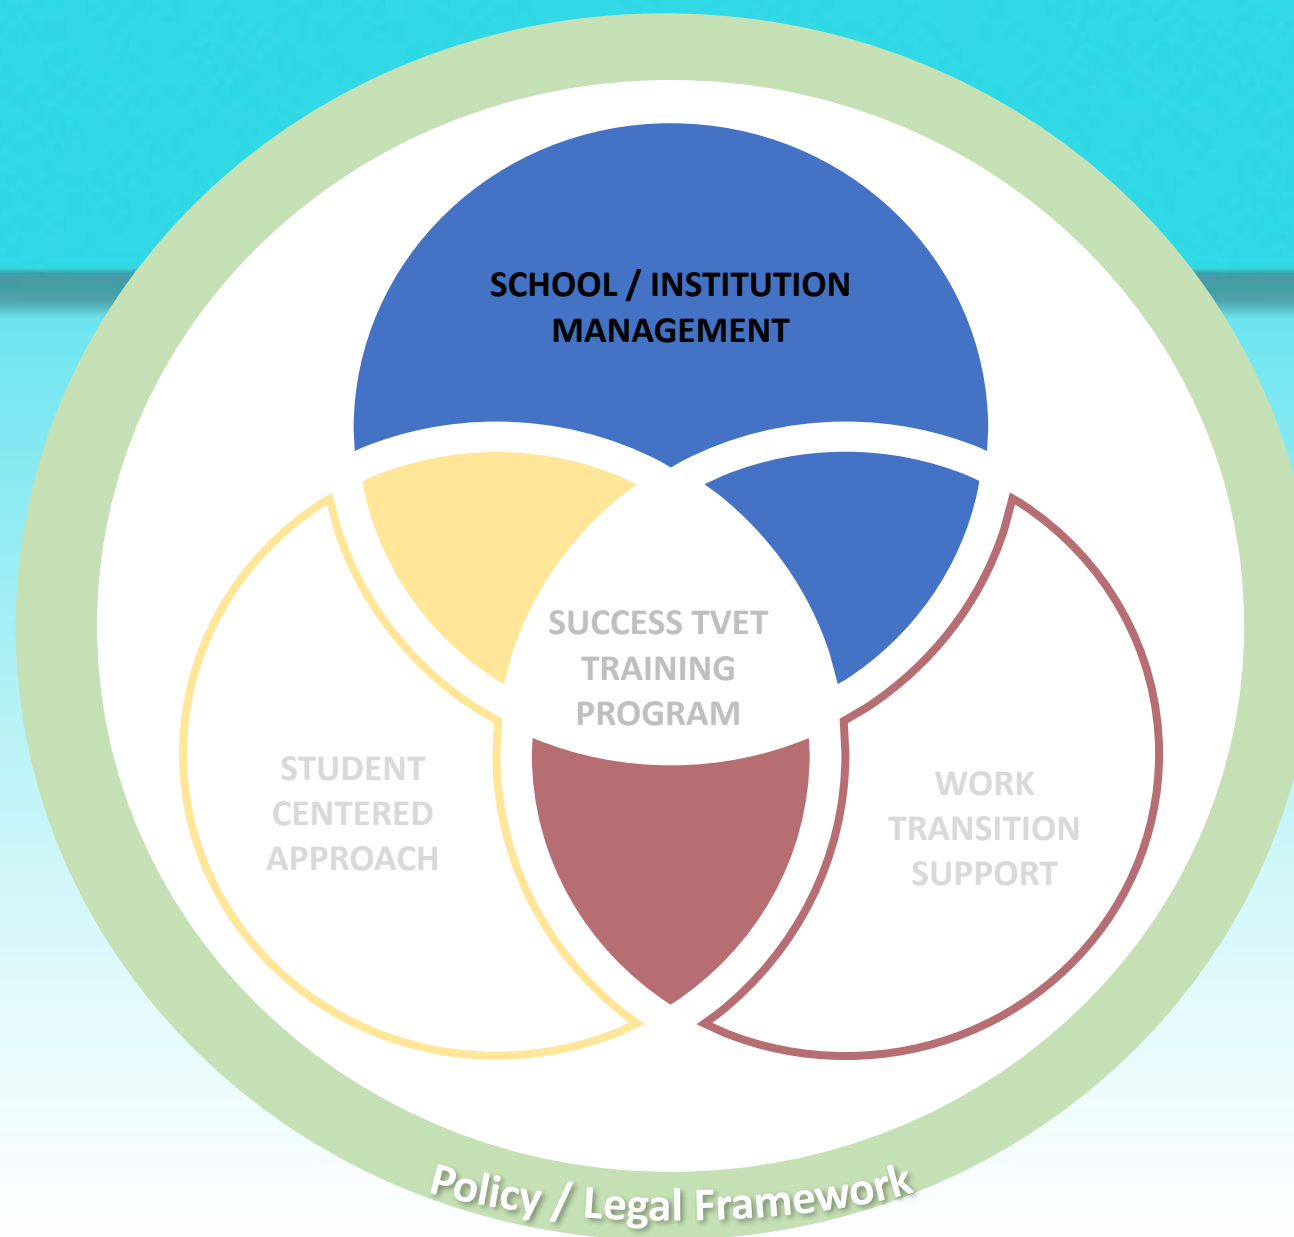 SCHOOL / INSTITUTION
MANAGEMENT
SUCCESS TVET
TRAINING
PROGRAM
STUDENT
CENTERED
APPROACH
WORK
TRANSITION
SUPPORT
Policy / Legal Framework